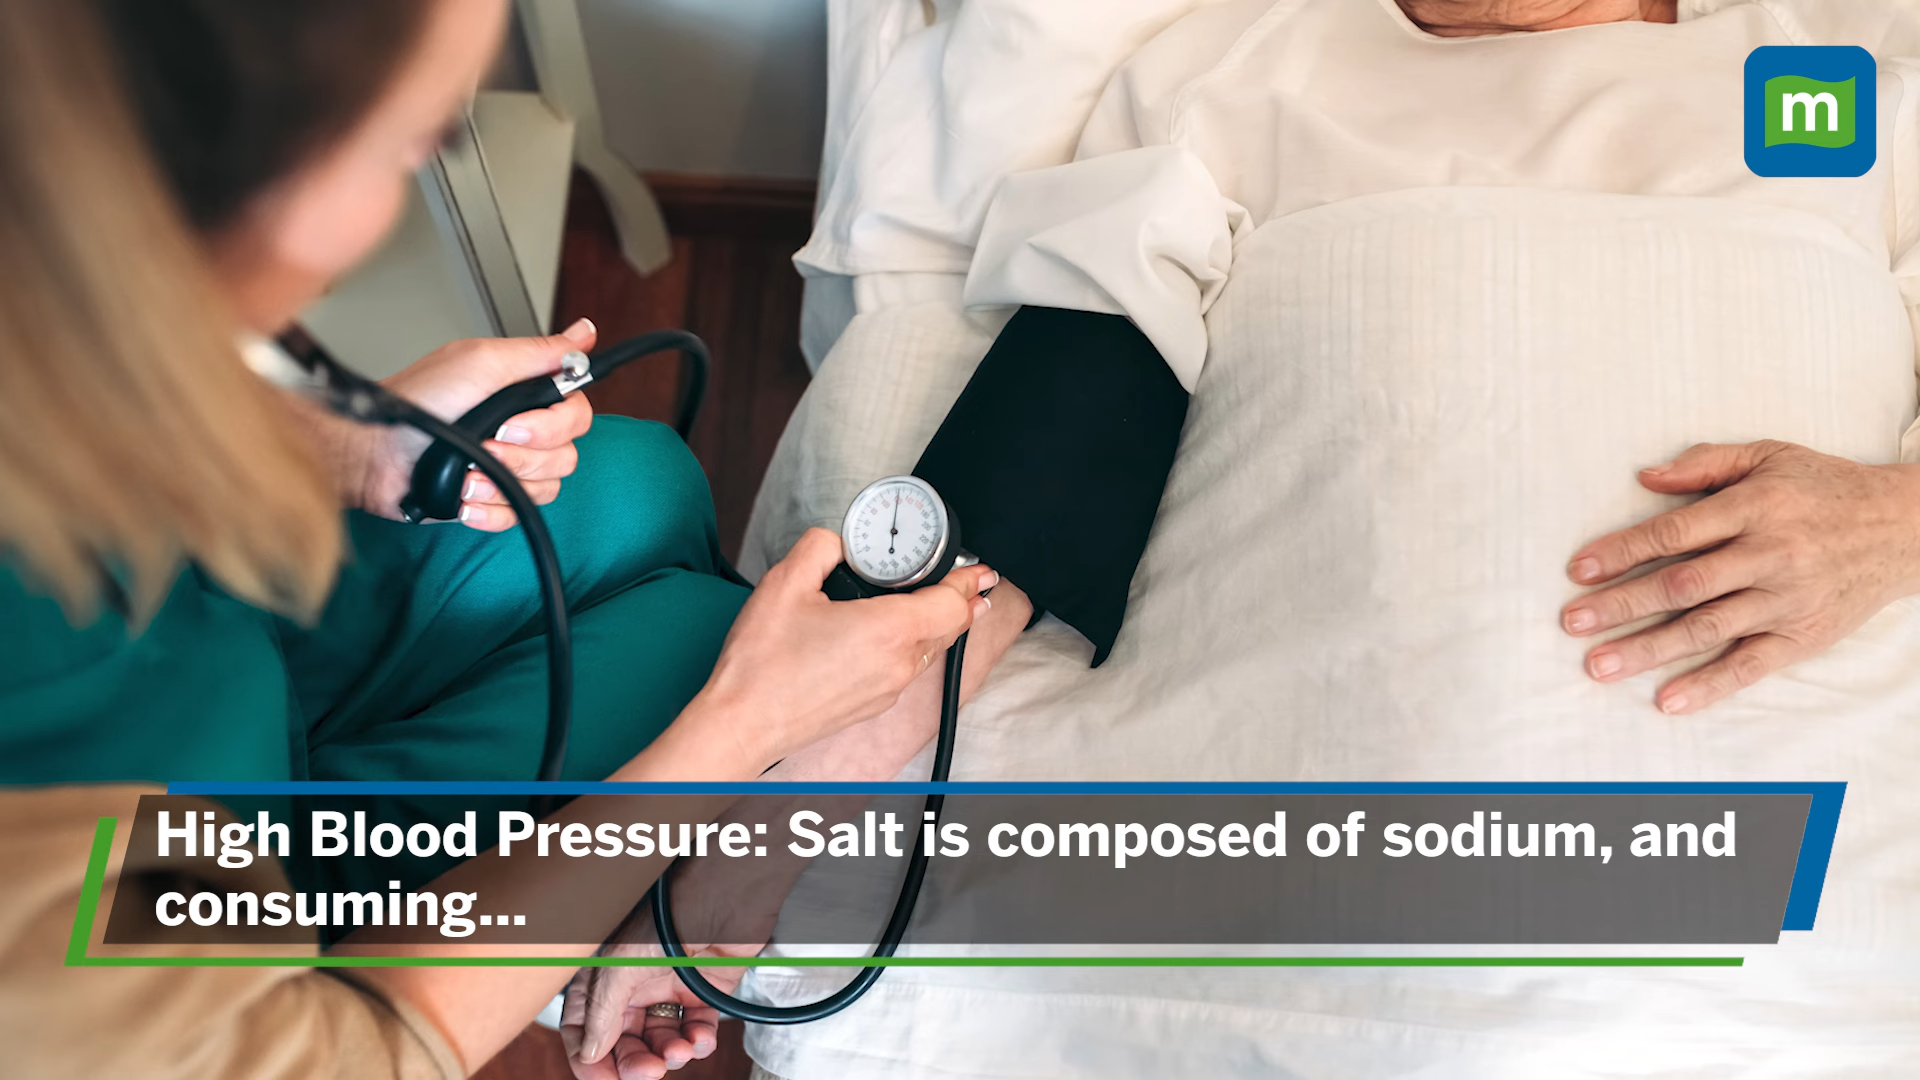 m
High Blood Pressure: Salt is composed of sodium, and
consuming...